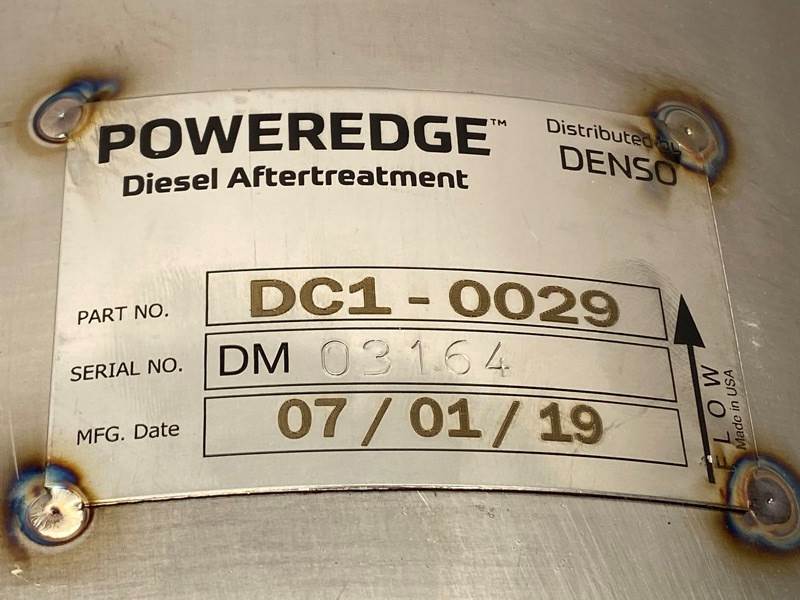 POWEREDGE™
Diesel Aftertreatment
Distributed by
DENSO
PART NO. DC1-0029
SERIAL NO. DM 03164
MFG. Date 07/01/19
FLOW
Made in USA